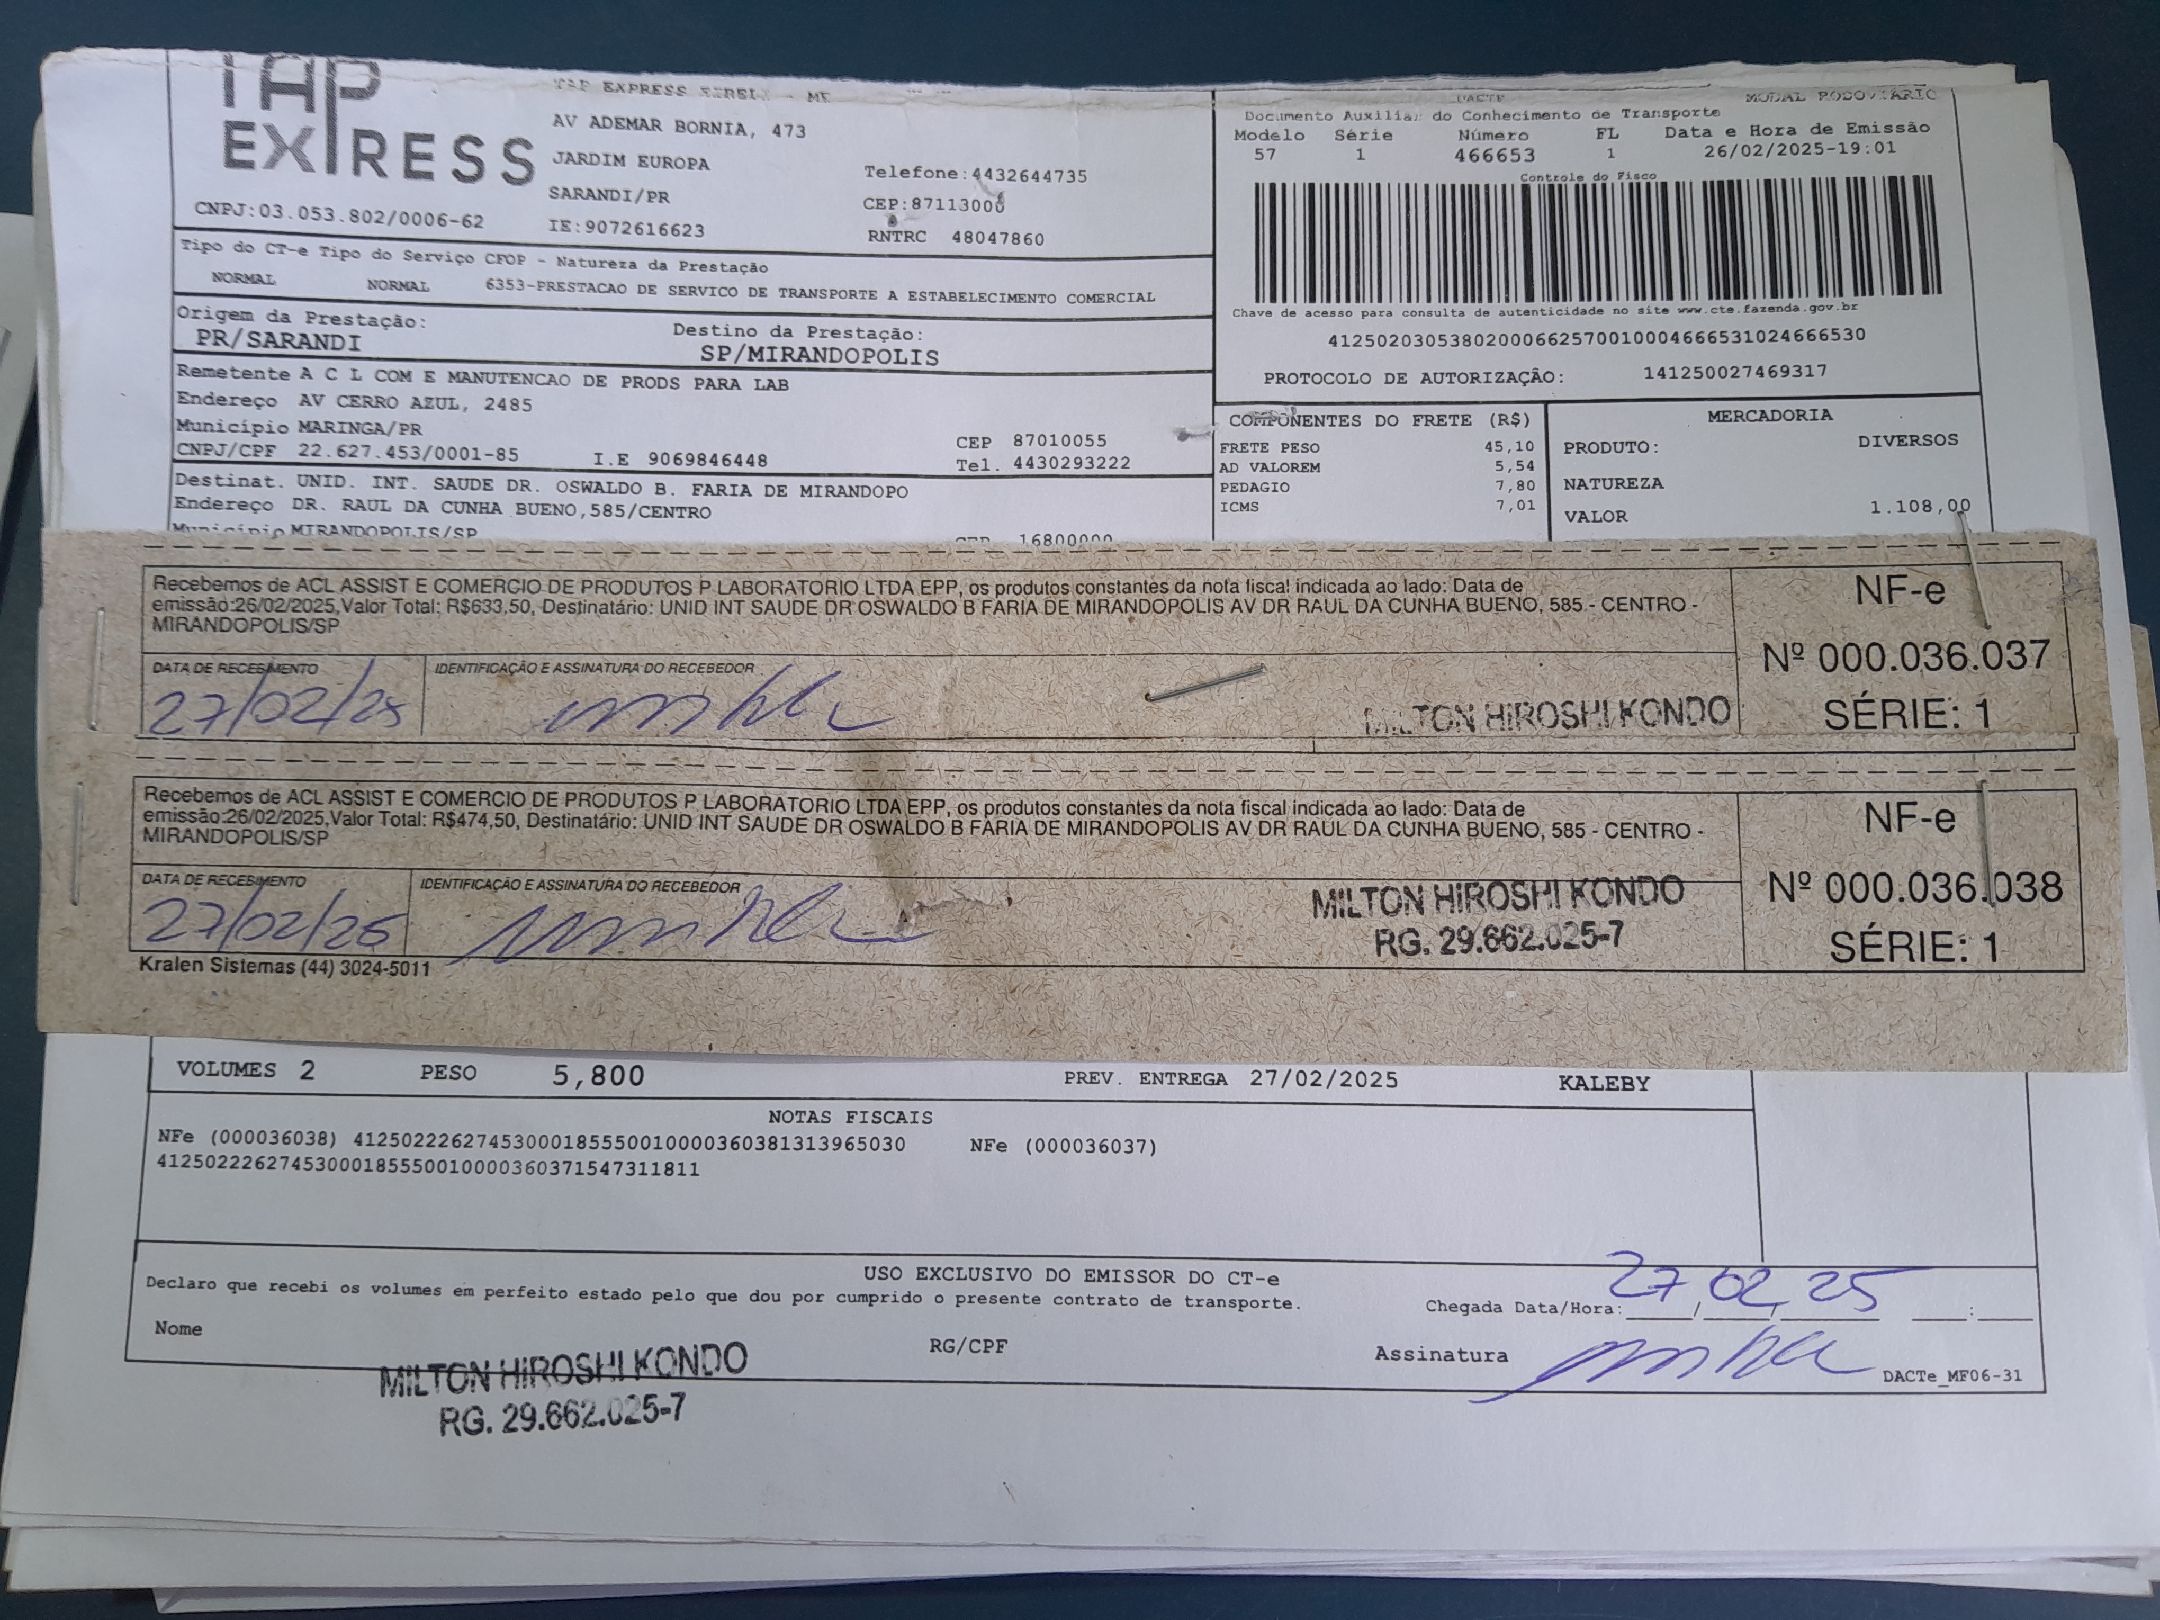 TAP
EXPRESS
TAP EXPRESS EIRELI - ME
AV ADEMAR BORNIA, 473
JARDIM EUROPA
SARANDI/PR
IE:9072616623
Telefone:4432644735
CEP:87113000
RNTRC 48047860
CNPJ:03.053.802/0006-62
DACTE MODAL RODOVIARIO
Documento Auxiliar do Conhecimento de Transporte
Modelo Série Número FL Data e Hora de Emissão
57 1 466653 1 26/02/2025-19:01
Controle do Fisco
Chave de acesso para consulta de autenticidade no site www.cte.fazenda.gov.br
41250203053802000662570010004666531024666530
PROTOCOLO DE AUTORIZAÇÃO: 141250027469317
Tipo do CT-e Tipo do Serviço CFOP - Natureza da Prestação
NORMAL NORMAL 6353-PRESTACAO DE SERVICO DE TRANSPORTE A ESTABELECIMENTO COMERCIAL
Origem da Prestação: Destino da Prestação:
PR/SARANDI SP/MIRANDOPOLIS
Remetente A C L COM E MANUTENCAO DE PRODS PARA LAB
Endereço AV CERRO AZUL, 2485
Município MARINGA/PR CEP 87010055
CNPJ/CPF 22.627.453/0001-85 I.E 9069846448 Tel. 4430293222
Destinat. UNID. INT. SAUDE DR. OSWALDO B. FARIA DE MIRANDOPO
Endereço DR. RAUL DA CUNHA BUENO,585/CENTRO
Município MIRANDOPOLIS/SP CEP 16800000
COMPONENTES DO FRETE (R$)
FRETE PESO 45,10
AD VALOREM 5,54
PEDAGIO 7,80
ICMS 7,01
MERCADORIA
PRODUTO: DIVERSOS
NATUREZA
VALOR 1.108,00
Recebemos de ACL ASSIST E COMERCIO DE PRODUTOS P LABORATORIO LTDA EPP, os produtos constantes da nota fiscal indicada ao lado: Data de
emissão:26/02/2025,Valor Total: R$633,50, Destinatário: UNID INT SAUDE DR OSWALDO B FARIA DE MIRANDOPOLIS AV DR RAUL DA CUNHA BUENO, 585 - CENTRO -
MIRANDOPOLIS/SP
DATA DE RECEBIMENTO IDENTIFICAÇÃO E ASSINATURA DO RECEBEDOR
27/02/25
MILTON HIROSHI KONDO
NF-e
Nº 000.036.037
SÉRIE: 1
Recebemos de ACL ASSIST E COMERCIO DE PRODUTOS P LABORATORIO LTDA EPP, os produtos constantes da nota fiscal indicada ao lado: Data de
emissão:26/02/2025,Valor Total: R$474,50, Destinatário: UNID INT SAUDE DR OSWALDO B FARIA DE MIRANDOPOLIS AV DR RAUL DA CUNHA BUENO, 585 - CENTRO -
MIRANDOPOLIS/SP
DATA DE RECEBIMENTO IDENTIFICAÇÃO E ASSINATURA DO RECEBEDOR
27/02/25
MILTON HIROSHI KONDO
RG. 29.662.025-7
NF-e
Nº 000.036.038
SÉRIE: 1
Kralen Sistemas (44) 3024-5011
VOLUMES 2 PESO 5,800 PREV. ENTREGA 27/02/2025 KALEBY
NOTAS FISCAIS
NFe (000036038) 41250222627453000185550010000360381313965030 NFe (000036037)
41250222627453000185550010000360371547311811
USO EXCLUSIVO DO EMISSOR DO CT-e
Declaro que recebi os volumes em perfeito estado pelo que dou por cumprido o presente contrato de transporte.
Chegada Data/Hora: 27/02/25 :
Nome RG/CPF Assinatura
MILTON HIROSHI KONDO
RG. 29.662.025-7
DACTe_MF06-31